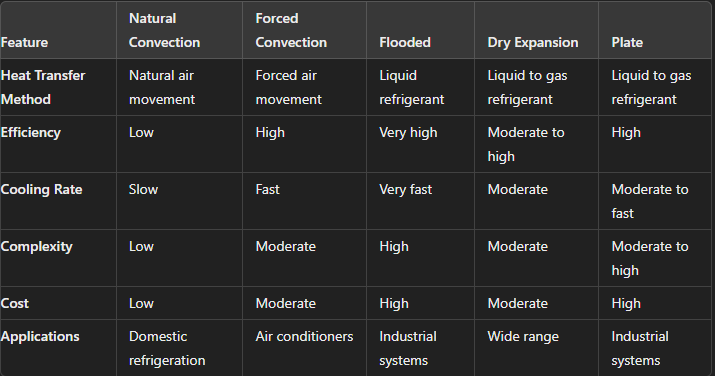 Feature Natural Convection Forced Convection Flooded Dry Expansion Plate
Heat Transfer Method Natural air movement Forced air movement Liquid refrigerant Liquid to gas refrigerant Liquid to gas refrigerant
Efficiency Low High Very high Moderate to high High
Cooling Rate Slow Fast Very fast Moderate Moderate to fast
Complexity Low Moderate High Moderate Moderate to high
Cost Low Moderate High Moderate High
Applications Domestic refrigeration Air conditioners Industrial systems Wide range Industrial systems